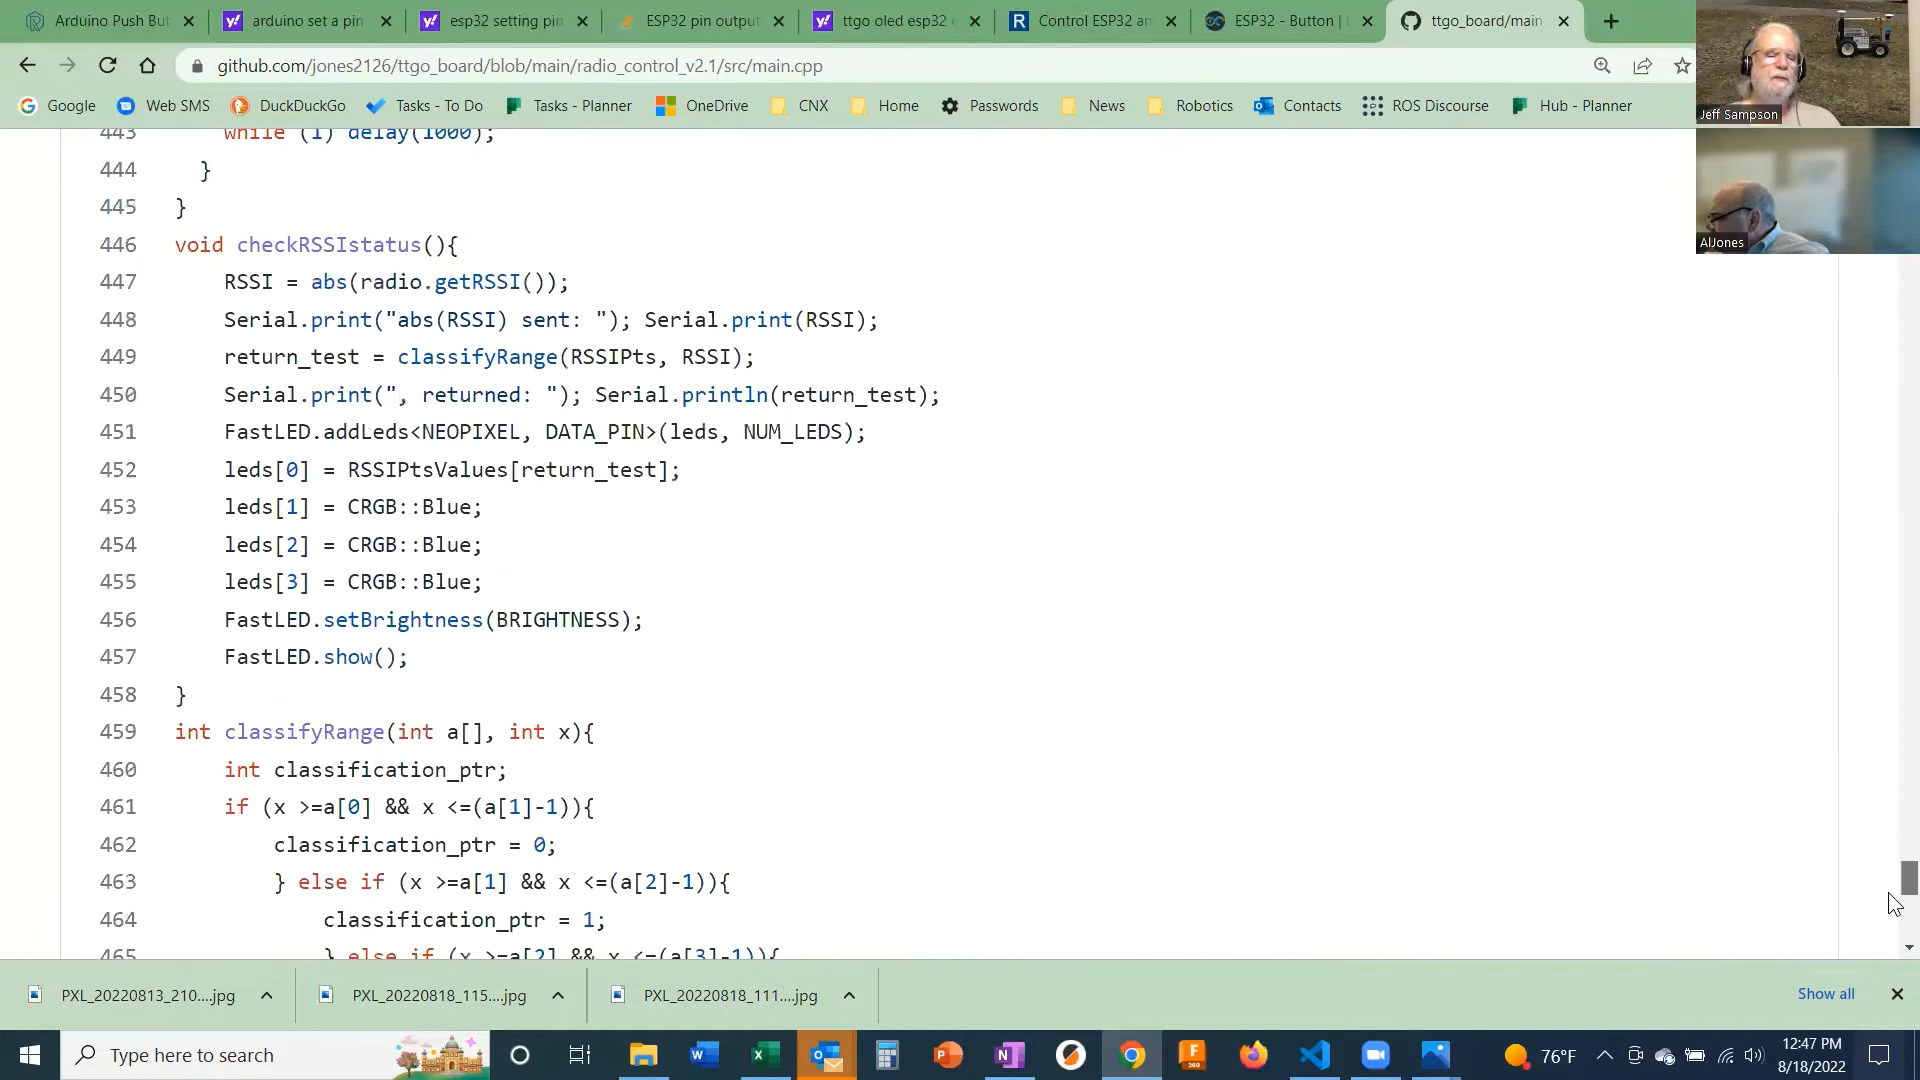 Arduino Push But
arduino set a pin
esp32 setting pin
ESP32 pin output
ttgo oled esp32
Control ESP32 an
ESP32 - Button |
ttgo_board/main
github.com/jones2126/ttgo_board/blob/main/radio_control_v2.1/src/main.cpp
Google
Web SMS
DuckDuckGo
Tasks - To Do
Tasks - Planner
OneDrive
CNX
Home
Passwords
News
Robotics
Contacts
ROS Discourse
Hub - Planner
Jeff Sampson
AlJones
443 while (1) delay(1000);
444 }
445 }
446 void checkRSSIstatus(){
447 RSSI = abs(radio.getRSSI());
448 Serial.print("abs(RSSI) sent: "); Serial.print(RSSI);
449 return_test = classifyRange(RSSIPts, RSSI);
450 Serial.print(", returned: "); Serial.println(return_test);
451 FastLED.addLeds<NEOPIXEL, DATA_PIN>(leds, NUM_LEDS);
452 leds[0] = RSSIPtsValues[return_test];
453 leds[1] = CRGB::Blue;
454 leds[2] = CRGB::Blue;
455 leds[3] = CRGB::Blue;
456 FastLED.setBrightness(BRIGHTNESS);
457 FastLED.show();
458 }
459 int classifyRange(int a[], int x){
460 int classification_ptr;
461 if (x >=a[0] && x <=(a[1]-1)){
462 classification_ptr = 0;
463 } else if (x >=a[1] && x <=(a[2]-1)){
464 classification_ptr = 1;
465 } else if (x >=a[2] && x <=(a[3]-1)){
PXL_20220813_210....jpg
PXL_20220818_115....jpg
PXL_20220818_111....jpg
Show all
Type here to search
76°F
12:47 PM
8/18/2022